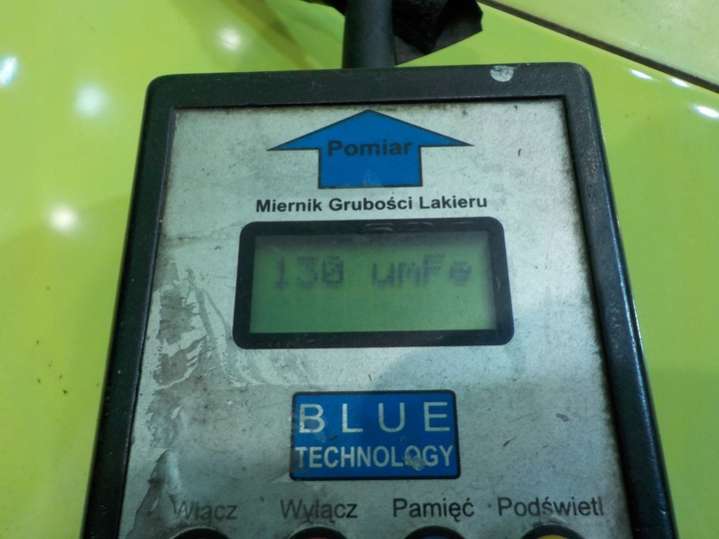 Pomiar
Miernik Grubości Lakieru
130 umFe
BLUE
TECHNOLOGY
Włącz Wyłącz Pamięć Podświetl